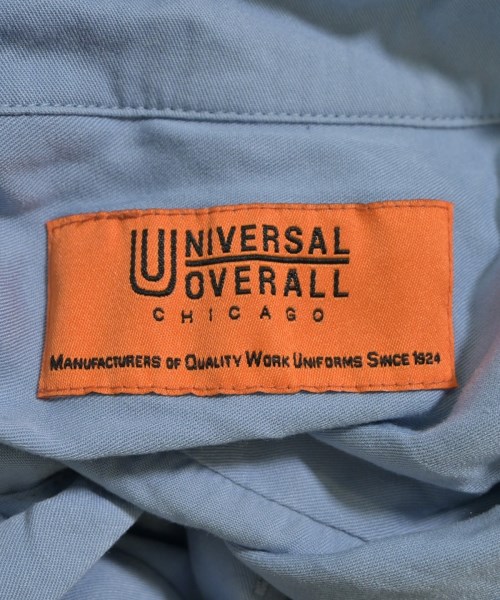 UNIVERSAL
OVERALL
CHICAGO
MANUFACTURERS OF QUALITY WORK UNIFORMS SINCE 1924